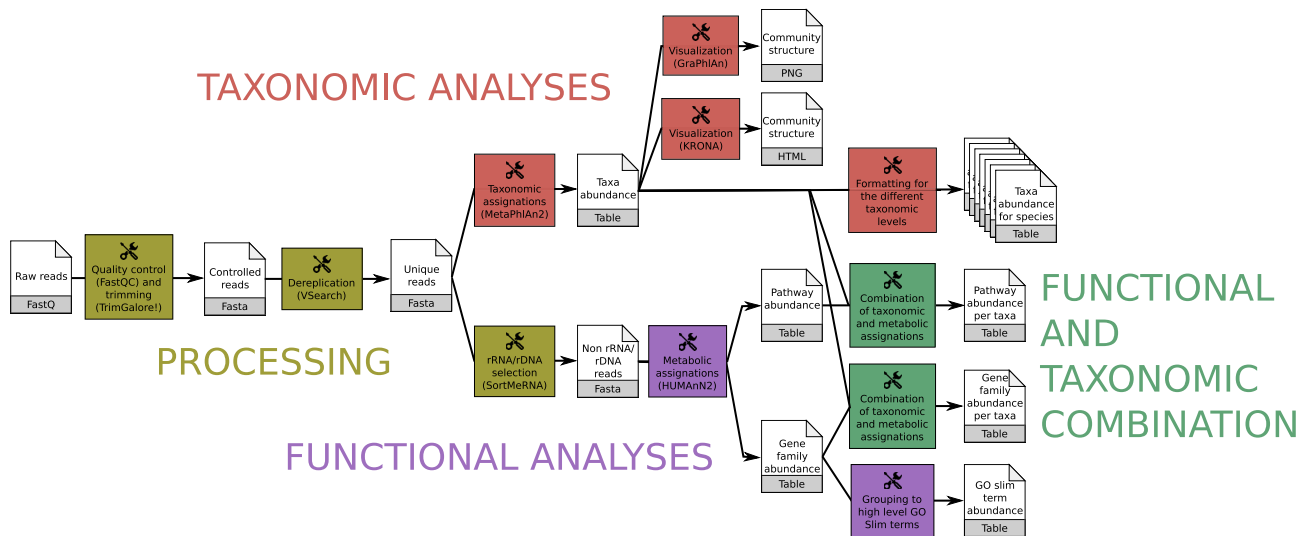 TAXONOMIC ANALYSES
Visualization
(GraPhlAn)
Community
structure
PNG
Visualization
(KRONA)
Community
structure
HTML
Taxonomic
assignations
(MetaPhlAn2)
Taxa
abundance
Table
Formatting for
the different
taxonomic
levels
Taxa
abundance
for species
Table
Raw reads
FastQ
Quality control
(FastQC) and
trimming
(TrimGalore!)
Controlled
reads
Fasta
Dereplication
(VSearch)
Unique
reads
Fasta
PROCESSING
rRNA/rDNA
selection
(SortMeRNA)
Non rRNA/
rDNA
reads
Fasta
Metabolic
assignations
(HUMAnN2)
Pathway
abundance
Table
Combination
of taxonomic
and metabolic
assignations
Pathway
abundance
per taxa
Table
FUNCTIONAL
AND
TAXONOMIC
COMBINATION
Combination
of taxonomic
and metabolic
assignations
Gene
family
abundance
per taxa
Table
FUNCTIONAL ANALYSES
Gene
family
abundance
Table
Grouping to
high level GO
Slim terms
GO slim
term
abundance
Table